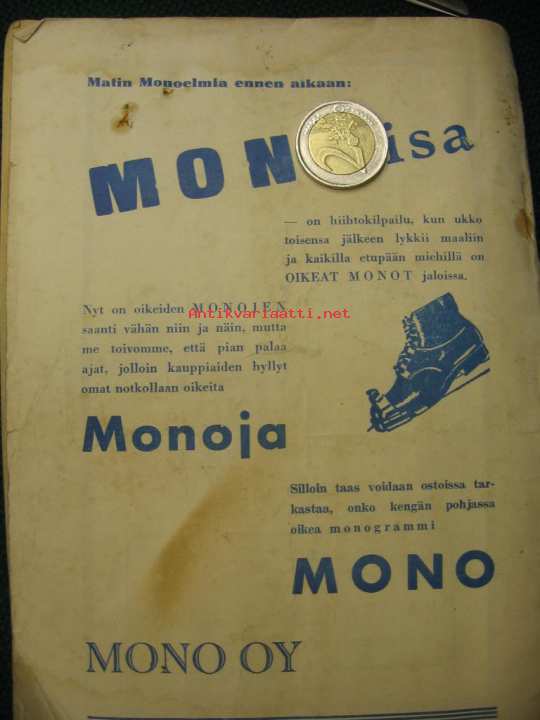 Matin Monoelmia ennen aikaan:
MON isa
— on hiihtokilpailu, kun ukko
toisensa jälkeen lykkii maaliin
ja kaikilla etupään miehillä on
OIKEAT MONOT jaloissa.
Nyt on oikeiden MONOJEN
saanti vähän niin ja näin, mutta
me toivomme, että pian palaa
ajat, jolloin kauppiaiden hyllyt
omat notkollaan oikeita
Monoja
Silloin taas voidaan ostoissa tar-
kastaa, onko kengän pohjassa
oikea monogrammi
MONO
MONO OY
Antikvariaatti.net
2